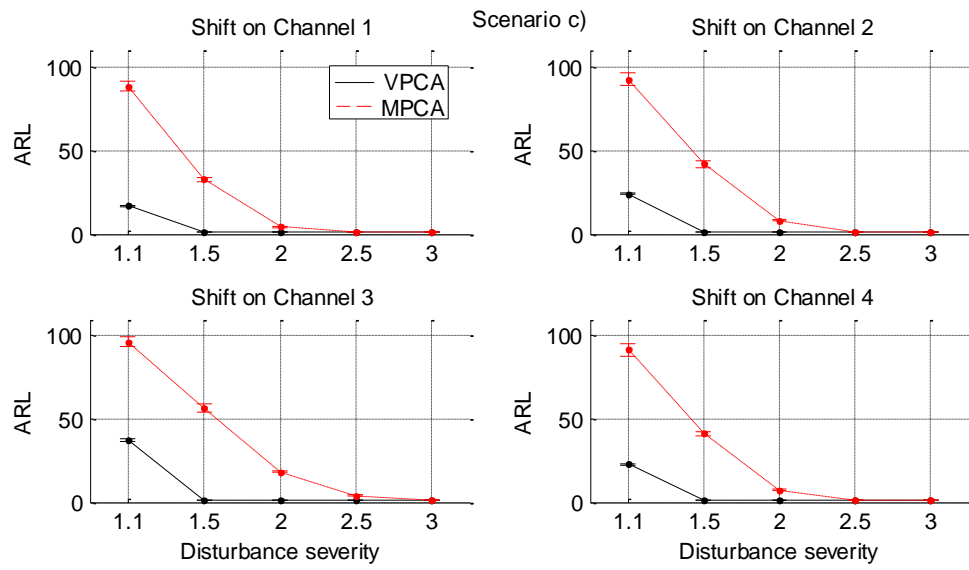 Scenario c)
Shift on Channel 1
ARL
100
50
0
VPCA
MPCA
1.1 1.5 2 2.5 3
Shift on Channel 2
ARL
100
50
0
1.1 1.5 2 2.5 3
Shift on Channel 3
ARL
100
50
0
1.1 1.5 2 2.5 3
Disturbance severity
Shift on Channel 4
ARL
100
50
0
1.1 1.5 2 2.5 3
Disturbance severity